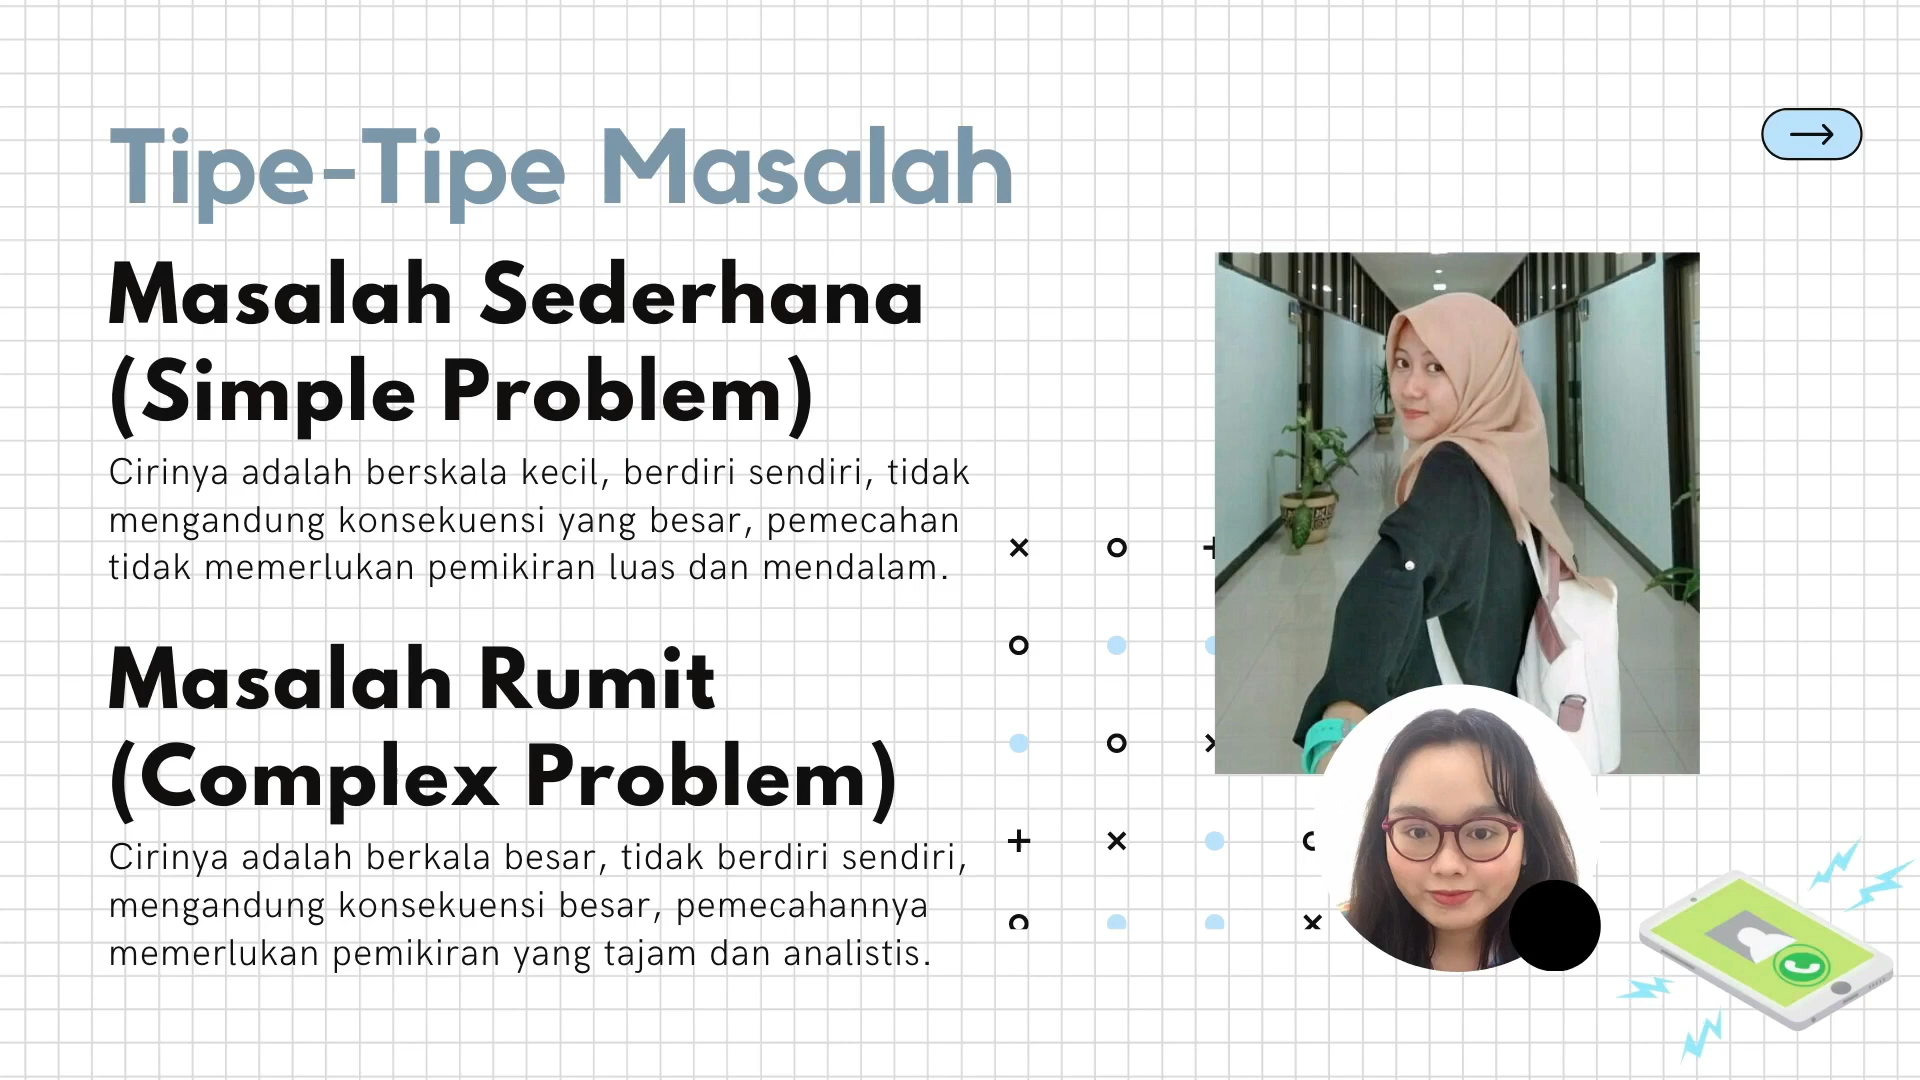 Tipe-Tipe Masalah
Masalah Sederhana
(Simple Problem)
Cirinya adalah berskala kecil, berdiri sendiri, tidak
mengandung konsekuensi yang besar, pemecahan
tidak memerlukan pemikiran luas dan mendalam.
Masalah Rumit
(Complex Problem)
Cirinya adalah berkala besar, tidak berdiri sendiri,
mengandung konsekuensi besar, pemecahannya
memerlukan pemikiran yang tajam dan analistis.